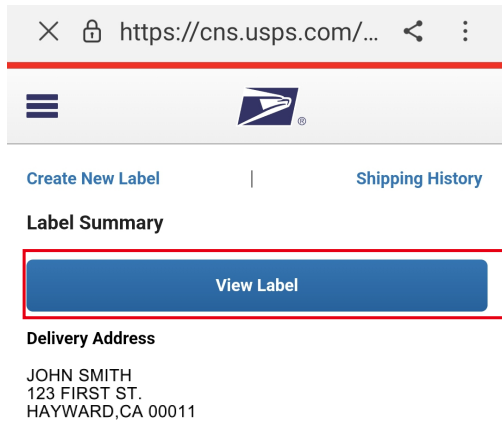 https://cns.usps.com/...
®
Create New Label | Shipping History
Label Summary
View Label
Delivery Address
JOHN SMITH
123 FIRST ST.
HAYWARD,CA 00011